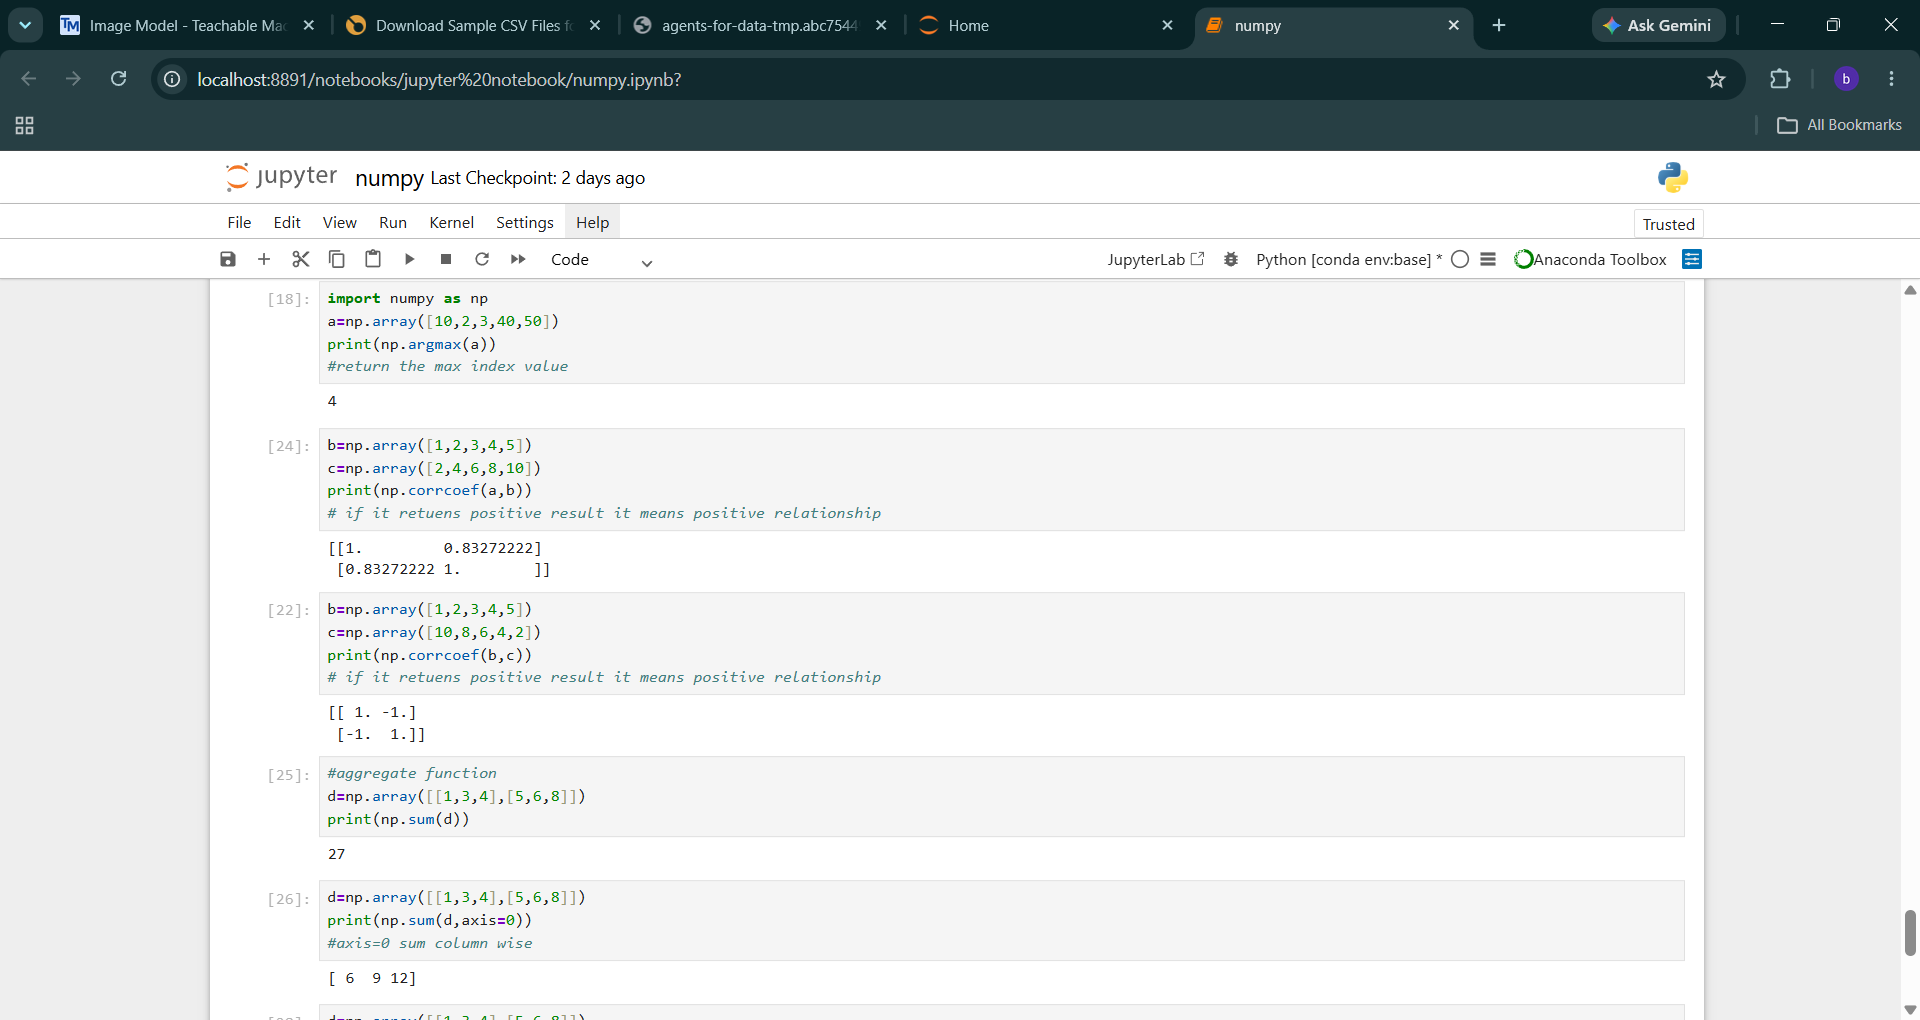 Image Model - Teachable Ma
Download Sample CSV Files f
agents-for-data-tmp.abc7544
Home
numpy
Ask Gemini
localhost:8891/notebooks/jupyter%20notebook/numpy.ipynb?
b
All Bookmarks
jupyter numpy Last Checkpoint: 2 days ago
File Edit View Run Kernel Settings Help
Trusted
Code
JupyterLab
Python [conda env:base] *
Anaconda Toolbox
[18]:
import numpy as np
a=np.array([10,2,3,40,50])
print(np.argmax(a))
#return the max index value
4
[24]:
b=np.array([1,2,3,4,5])
c=np.array([2,4,6,8,10])
print(np.corrcoef(a,b))
# if it retuens positive result it means positive relationship
[[1.         0.83272222]
 [0.83272222 1.        ]]
[22]:
b=np.array([1,2,3,4,5])
c=np.array([10,8,6,4,2])
print(np.corrcoef(b,c))
# if it retuens positive result it means positive relationship
[[ 1. -1.]
 [-1.  1.]]
[25]:
#aggregate function
d=np.array([[1,3,4],[5,6,8]])
print(np.sum(d))
27
[26]:
d=np.array([[1,3,4],[5,6,8]])
print(np.sum(d,axis=0))
#axis=0 sum column wise
[ 6  9 12]
d=np.array([[1,3,4],[5,6,8]])